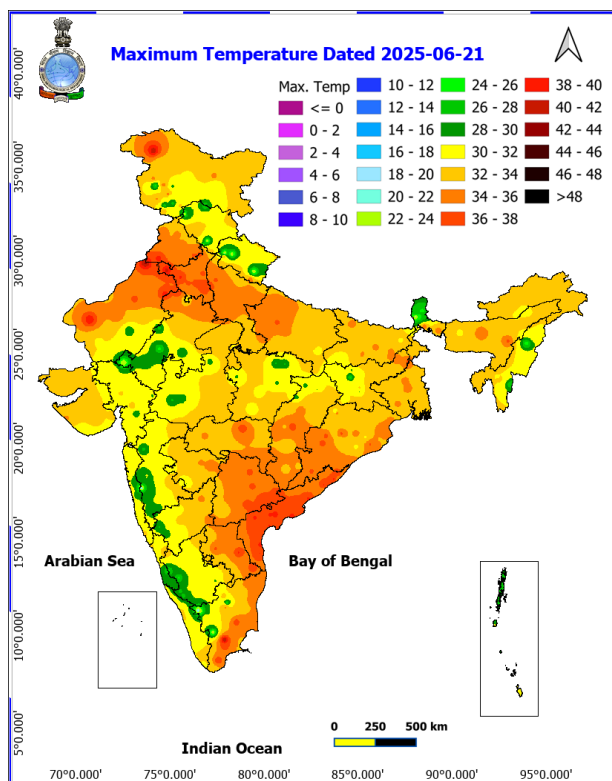 Maximum Temperature Dated 2025-06-21
Max. Temp
<= 0
0 - 2
2 - 4
4 - 6
6 - 8
8 - 10
10 - 12
12 - 14
14 - 16
16 - 18
18 - 20
20 - 22
22 - 24
24 - 26
26 - 28
28 - 30
30 - 32
32 - 34
34 - 36
36 - 38
38 - 40
40 - 42
42 - 44
44 - 46
46 - 48
>48
40°0.000'
35°0.000'
30°0.000'
25°0.000'
20°0.000'
15°0.000'
10°0.000'
5°0.000'
Arabian Sea
Bay of Bengal
0 250 500 km
Indian Ocean
70°0.000' 75°0.000' 80°0.000' 85°0.000' 90°0.000' 95°0.000'